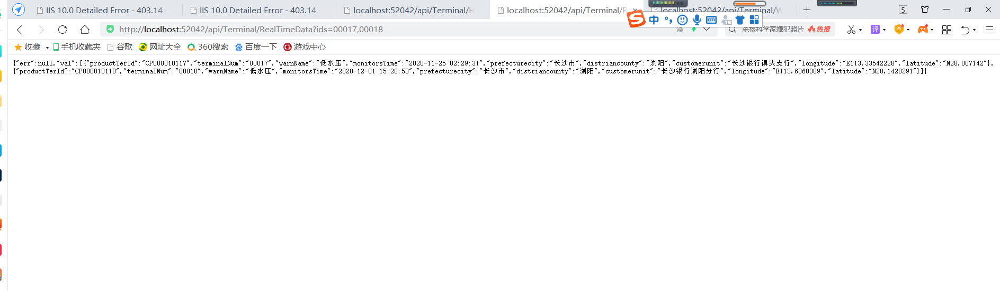 IIS 10.0 Detailed Error - 403.14 -
IIS 10.0 Detailed Error - 403.14 -
localhost:52042/api/Terminal/H
localhost:52042/api/Terminal/R
localhost:52042/api/Terminal/W
5
中
http://localhost:52042/api/Terminal/RealTimeData?ids=00017,00018
余核科学家嫌犯照片 热搜
译
收藏 手机收藏夹 谷歌 网址大全 360搜索 百度一下 游戏中心
{"err":null,"val":[{"productTerId":"CP000010117","terminalNum":"00017","warnName":"低水压","monitorsTime":"2020-11-25 02:29:31","prefecturecity":"长沙市","distriancounty":"浏阳","customerunit":"长沙银行镇头支行","longitude":"E113.33542228","latitude":"N28.007142"},
{"productTerId":"CP000010118","terminalNum":"00018","warnName":"低水压","monitorsTime":"2020-12-01 15:28:53","prefecturecity":"长沙市","distriancounty":"浏阳","customerunit":"长沙银行浏阳分行","longitude":"E113.6360389","latitude":"N28.1428291"}]}